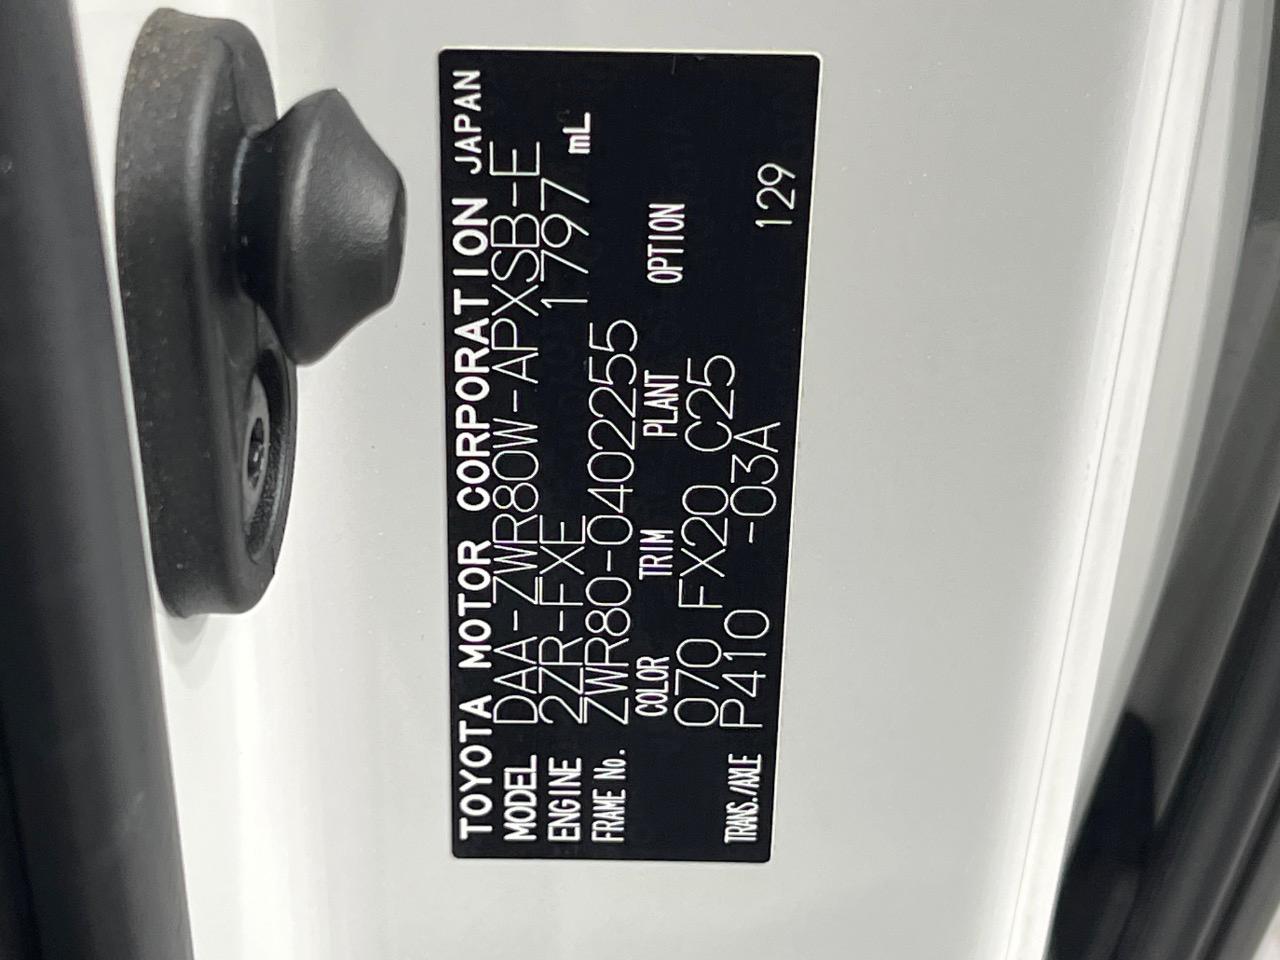 TOYOTA MOTOR CORPORATION JAPAN
MODEL DAA-ZWR80W-APXSB-E
ENGINE 2ZR-FXE 1797 mL
FRAME No. ZWR80-0402255
COLOR TRIM PLANT OPTION
070 FX20 C25
TRANS./AXLE P410 -03A 129